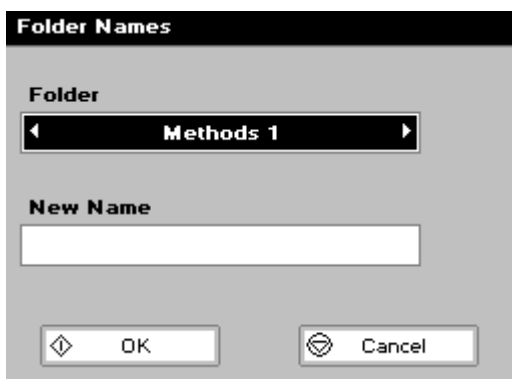 Folder Names
Folder
Methods 1
New Name
OK
Cancel